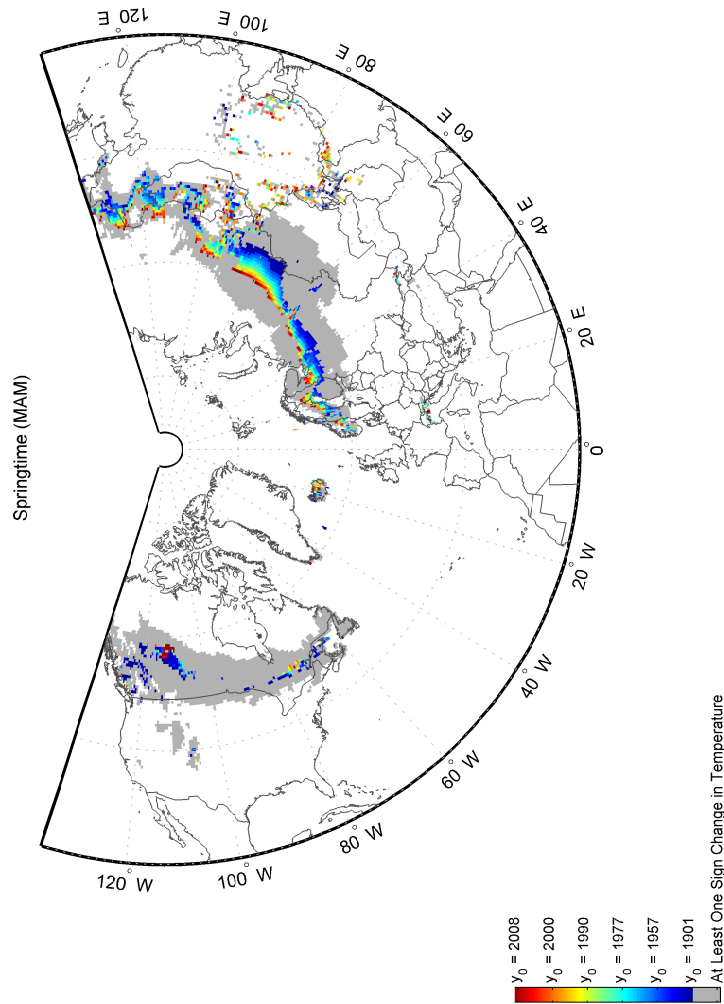 Springtime (MAM)
120 E
100 E
80 E
60 E
40 E
20 E
0
20 W
40 W
60 W
80 W
100 W
120 W
y0 = 2008
y0 = 2000
y0 = 1990
y0 = 1977
y0 = 1957
y0 = 1901
At Least One Sign Change in Temperature